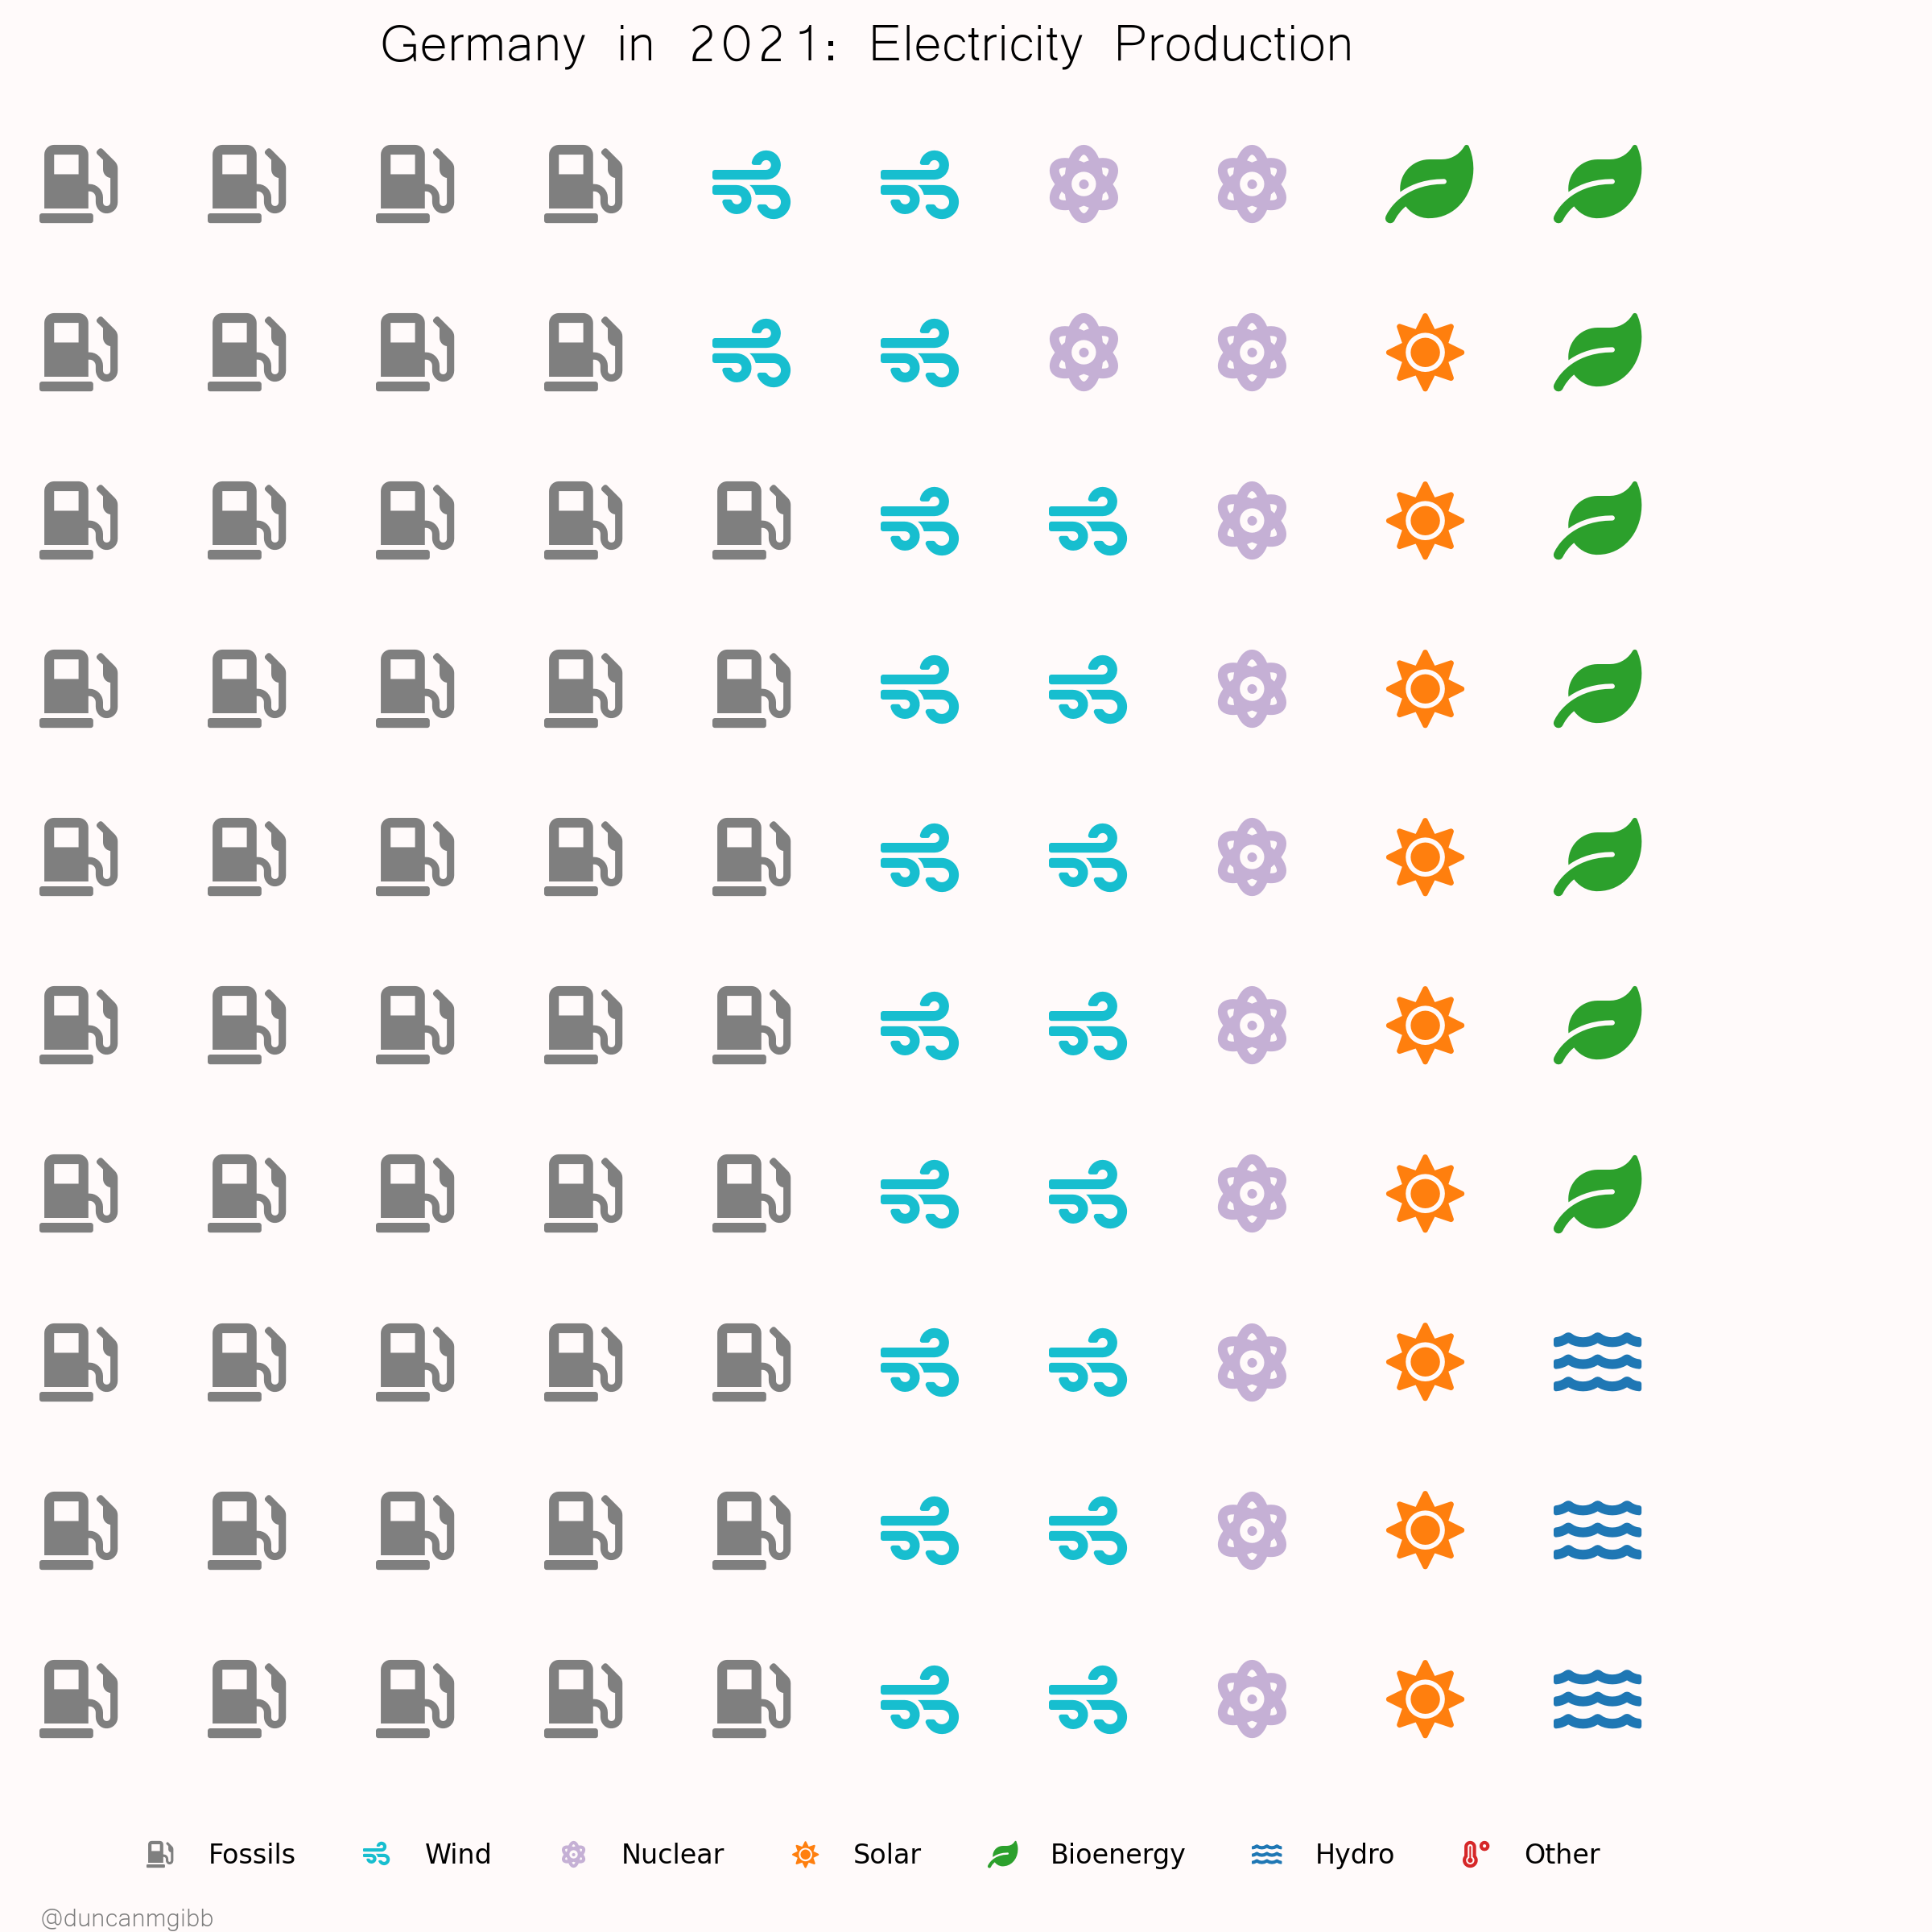 Germany in 2021: Electricity Production
Fossils Wind Nuclear Solar Bioenergy Hydro Other
@duncanmgibb